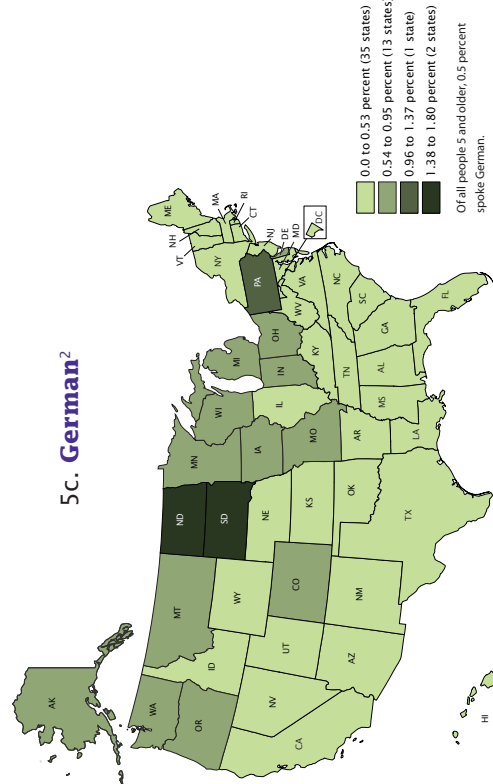 5c. German²
AK
WA
OR
CA
NV
ID
MT
WY
UT
AZ
CO
NM
ND
SD
NE
KS
OK
TX
MN
IA
MO
AR
LA
WI
IL
MI
IN
OH
KY
TN
MS
AL
GA
FL
SC
NC
VA
WV
PA
NY
VT
NH
ME
MA
RI
CT
NJ
DE
MD
DC
HI
0.0 to 0.53 percent (35 states)
0.54 to 0.95 percent (13 states)
0.96 to 1.37 percent (1 state)
1.38 to 1.80 percent (2 states)
Of all people 5 and older, 0.5 percent
spoke German.